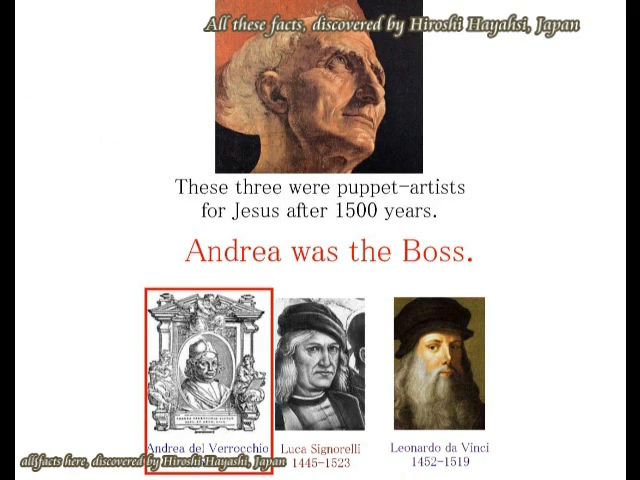 All these facts, discovered by Hiroshi Hayahsi, Japan
These three were puppet-artists
for Jesus after 1500 years.
Andrea was the Boss.
Andrea del Verrocchio
Luca Signorelli
1445-1523
Leonardo da Vinci
1452-1519
allfacts here, discovered by Hiroshi Hayashi, Japan